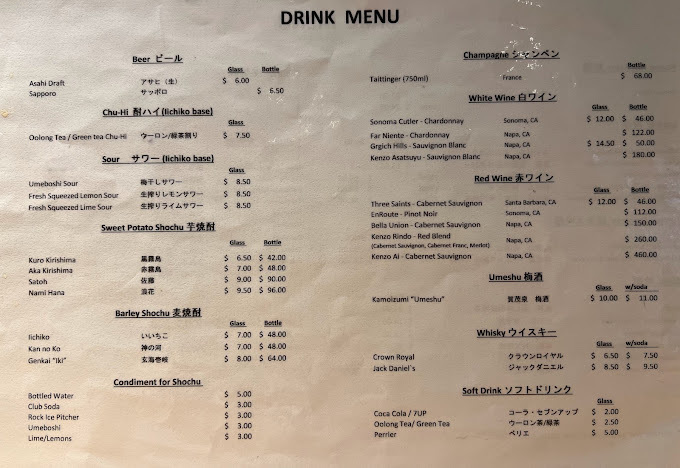 DRINK MENU
Beer ビール
Glass Bottle
Asahi Draft アサヒ（生） $ 6.00
Sapporo サッポロ $ 6.50
Chu-Hi 酎ハイ(Iichiko base)
Glass
Oolong Tea / Green tea Chu-Hi ウーロン/緑茶割り $ 7.50
Sour サワー (Iichiko base)
Glass
Umeboshi Sour 梅干しサワー $ 8.50
Fresh Squeezed Lemon Sour 生搾りレモンサワー $ 8.50
Fresh Squeezed Lime Sour 生搾りライムサワー $ 8.50
Sweet Potato Shochu 芋焼酎
Glass Bottle
Kuro Kirishima 黒霧島 $ 6.50 $ 42.00
Aka Kirishima 赤霧島 $ 7.00 $ 48.00
Satoh 佐藤 $ 9.00 $ 90.00
Nami Hana 浪花 $ 9.50 $ 96.00
Barley Shochu 麦焼酎
Glass Bottle
Iichiko いいちこ $ 7.00 $ 48.00
Kan no Ko 神の河 $ 7.00 $ 48.00
Genkai "Iki" 玄海壱岐 $ 8.00 $ 64.00
Condiment for Shochu
Bottled Water $ 5.00
Club Soda $ 3.00
Rock Ice Pitcher $ 3.00
Umeboshi $ 3.00
Lime/Lemons $ 3.00
Champagne シャンペン
Bottle
Taittinger (750ml) France $ 68.00
White Wine 白ワイン
Glass Bottle
Sonoma Cutler - Chardonnay Sonoma, CA $ 12.00 $ 46.00
Far Niente - Chardonnay Napa, CA $ 122.00
Grgich Hills - Sauvignon Blanc Napa, CA $ 14.50 $ 50.00
Kenzo Asatsuyu - Sauvignon Blanc Napa, CA $ 180.00
Red Wine 赤ワイン
Glass Bottle
Three Saints - Cabernet Sauvignon Santa Barbara, CA $ 12.00 $ 46.00
EnRoute - Pinot Noir Sonoma, CA $ 112.00
Bella Union - Cabernet Sauvignon Napa, CA $ 150.00
Kenzo Rindo - Red Blend Napa, CA $ 260.00
(Cabernet Sauvignon, Cabernet Franc, Merlot)
Kenzo Ai - Cabernet Sauvignon Napa, CA $ 460.00
Umeshu 梅酒
Glass w/soda
Kamoizumi "Umeshu" 賀茂泉 梅酒 $ 10.00 $ 11.00
Whisky ウイスキー
Glass w/soda
Crown Royal クラウンロイヤル $ 6.50 $ 7.50
Jack Daniel`s ジャックダニエル $ 8.50 $ 9.50
Soft Drink ソフトドリンク
Glass
Coca Cola / 7UP コーラ・セブンアップ $ 2.00
Oolong Tea/ Green Tea ウーロン茶/緑茶 $ 2.50
Perrier ペリエ $ 5.00